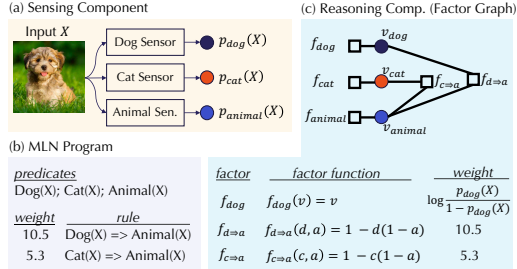 (a) Sensing Component
Input X
Dog Sensor
p_dog(X)
Cat Sensor
p_cat(X)
Animal Sen.
p_animal(X)
(c) Reasoning Comp. (Factor Graph)
v_dog
f_dog
v_cat
f_cat
f_c⇒a
f_d⇒a
f_animal
v_animal
(b) MLN Program
predicates
Dog(X); Cat(X); Animal(X)
weight rule
10.5 Dog(X) => Animal(X)
5.3 Cat(X) => Animal(X)
factor factor function weight
f_dog f_dog(v) = v log p_dog(X) / 1 − p_dog(X)
f_d⇒a f_d⇒a(d, a) = 1 − d(1 − a) 10.5
f_c⇒a f_c⇒a(c, a) = 1 − c(1 − a) 5.3